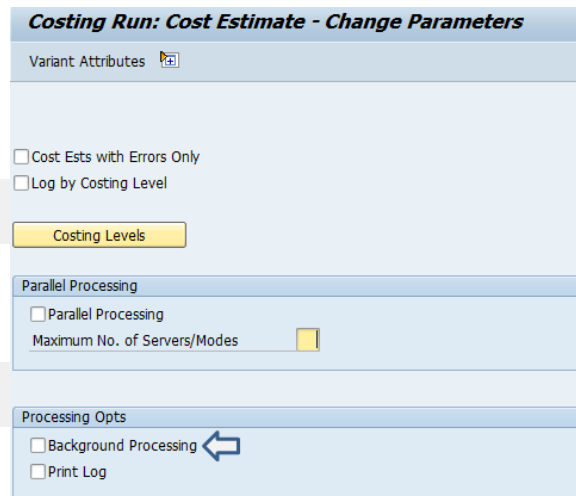 Costing Run: Cost Estimate - Change Parameters
Variant Attributes
Cost Ests with Errors Only
Log by Costing Level
Costing Levels
Parallel Processing
Parallel Processing
Maximum No. of Servers/Modes
Processing Opts
Background Processing
Print Log